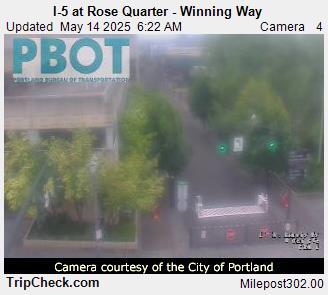 I-5 at Rose Quarter - Winning Way
Updated May 14 2025 6:22 AM Camera 4
PBOT
PORTLAND BUREAU OF TRANSPORTATION
Camera courtesy of the City of Portland
TripCheck.com Milepost302.00